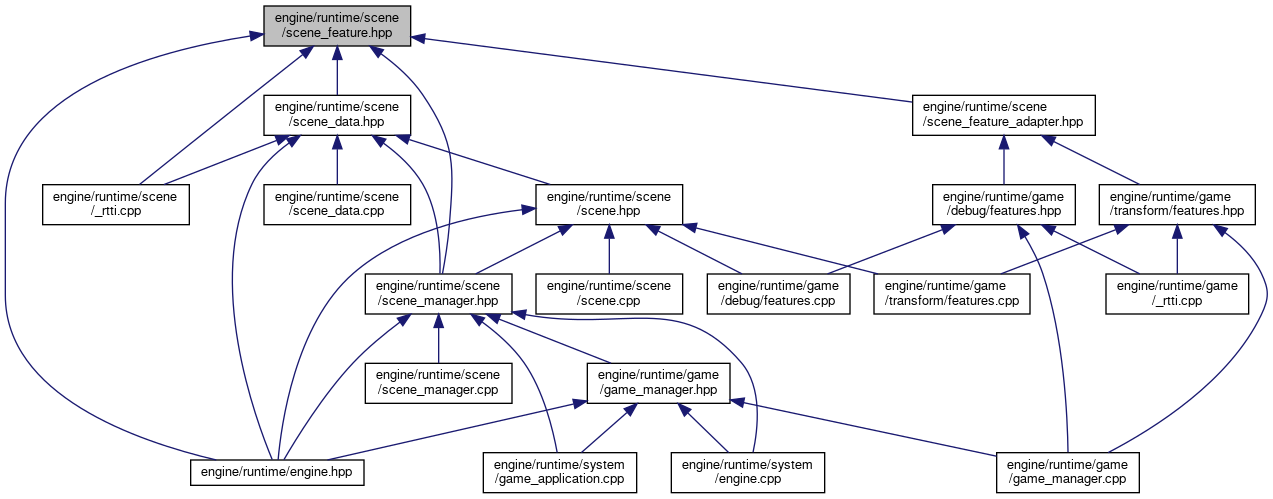 engine/runtime/scene
/scene_feature.hpp
engine/runtime/scene
/scene_data.hpp
engine/runtime/scene
/scene_feature_adapter.hpp
engine/runtime/scene
/_rtti.cpp
engine/runtime/scene
/scene_data.cpp
engine/runtime/scene
/scene.hpp
engine/runtime/game
/debug/features.hpp
engine/runtime/game
/transform/features.hpp
engine/runtime/scene
/scene_manager.hpp
engine/runtime/scene
/scene.cpp
engine/runtime/game
/debug/features.cpp
engine/runtime/game
/transform/features.cpp
engine/runtime/game
/_rtti.cpp
engine/runtime/scene
/scene_manager.cpp
engine/runtime/game
/game_manager.hpp
engine/runtime/engine.hpp
engine/runtime/system
/game_application.cpp
engine/runtime/system
/engine.cpp
engine/runtime/game
/game_manager.cpp